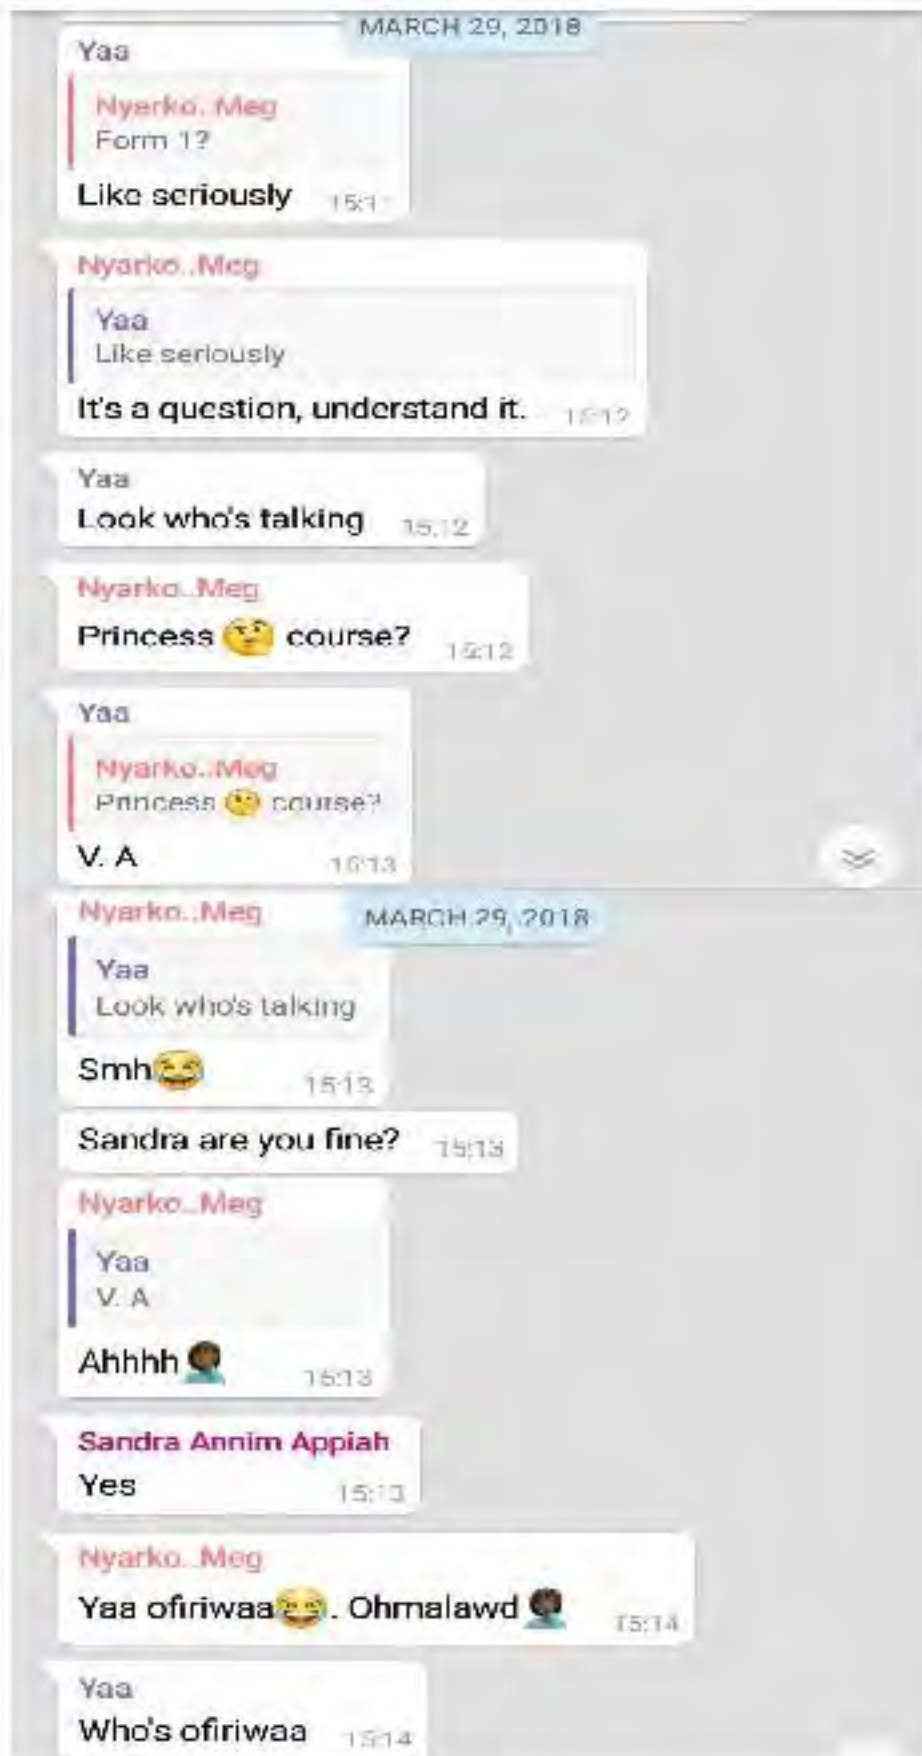 MARCH 29, 2018
Yaa
Nyarko..Meg
Form 1?
Like seriously 15:11
Nyarko..Meg
Yaa
Like seriously
It's a question, understand it. 15:12
Yaa
Look who's talking 15:12
Nyarko..Meg
Princess 🤔 course? 15:12
Yaa
Nyarko..Meg
Princess 🤔 course?
V. A 15:13
Nyarko..Meg
MARCH 29, 2018
Yaa
Look who's talking
Smh😂 15:13
Sandra are you fine? 15:13
Nyarko..Meg
Yaa
V. A
Ahhhh🤦🏿 15:13
Sandra Annim Appiah
Yes 15:13
Nyarko..Meg
Yaa ofiriwaa😂. Ohmalawd🤦🏿 15:14
Yaa
Who's ofiriwaa 15:14